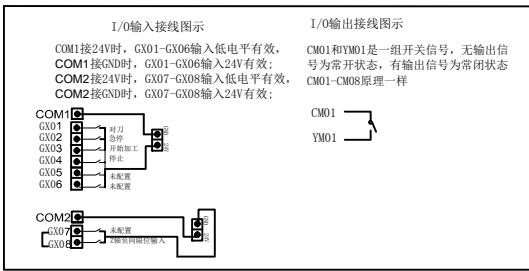 I/O输入接线图示
COM1接24V时，GX01-GX06输入低电平有效，
COM1接GND时，GX01-GX06输入24V有效；
COM2接24V时，GX07-GX08输入低电平有效，
COM2接GND时，GX07-GX08输入24V有效；
COM1
GX01 对刀
GX02 急停
GX03 开始加工
GX04 停止
GX05 未配置
GX06 未配置
GND
24V
COM2
GX07 未配置
GX08 Z轴负向限位输入
GND
24V
I/O输出接线图示
CM01和YM01是一组开关信号，无输出信
号为常开状态，有输出信号为常闭状态
CM01-CM08原理一样
CM01
YM01